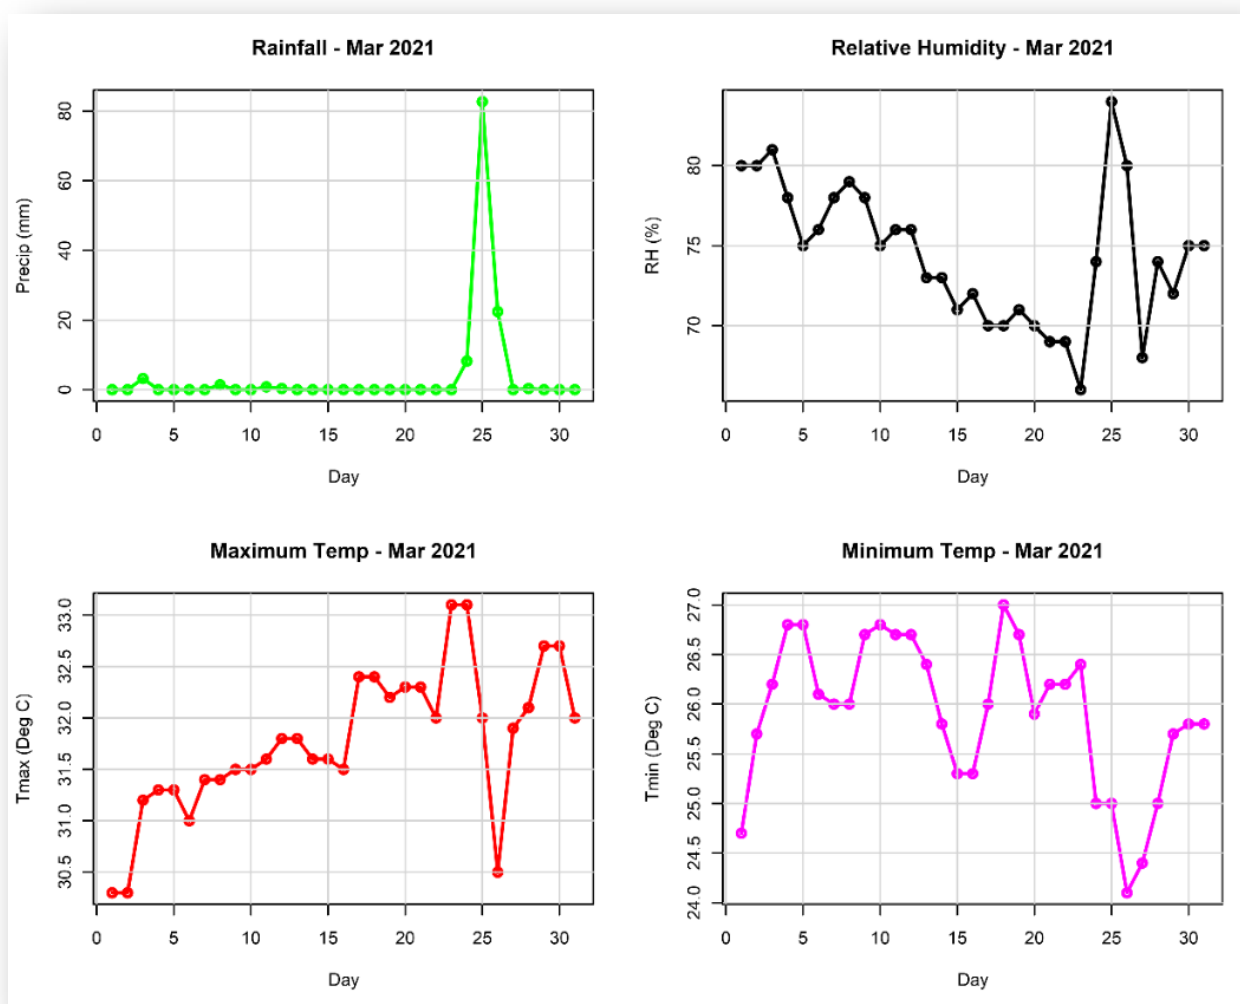 Rainfall - Mar 2021
Precip (mm)
80
60
40
20
0
0 5 10 15 20 25 30
Day
Relative Humidity - Mar 2021
RH (%)
80
75
70
0 5 10 15 20 25 30
Day
Maximum Temp - Mar 2021
Tmax (Deg C)
33.0
32.5
32.0
31.5
31.0
30.5
0 5 10 15 20 25 30
Day
Minimum Temp - Mar 2021
Tmin (Deg C)
27.0
26.5
26.0
25.5
25.0
24.5
24.0
0 5 10 15 20 25 30
Day